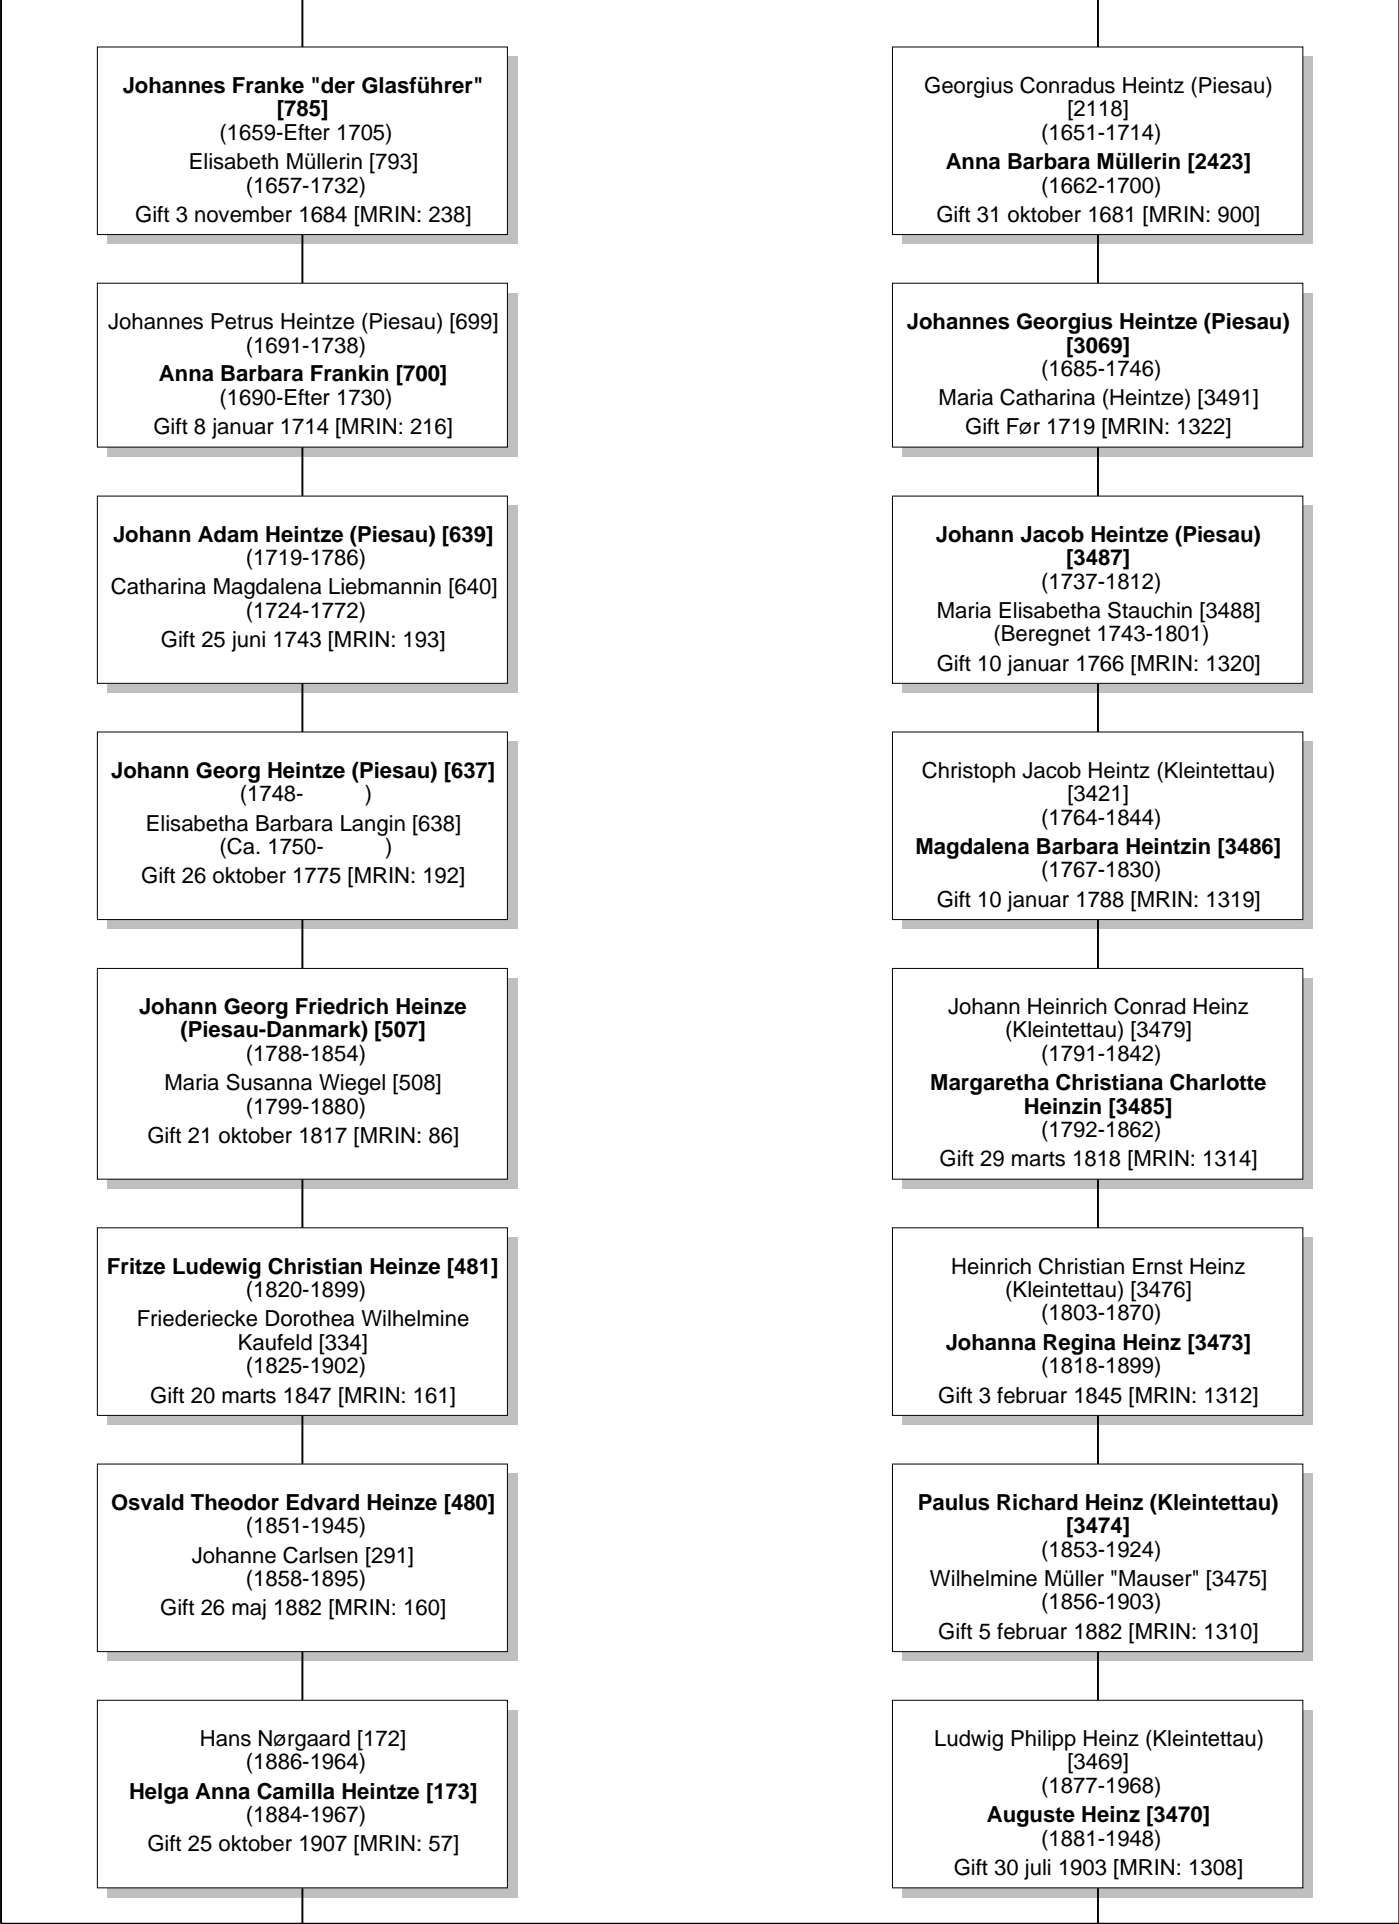 Johannes Franke "der Glasführer"
[785]
(1659-Efter 1705)
Elisabeth Müllerin [793]
(1657-1732)
Gift 3 november 1684 [MRIN: 238]
Johannes Petrus Heintze (Piesau) [699]
(1691-1738)
Anna Barbara Frankin [700]
(1690-Efter 1730)
Gift 8 januar 1714 [MRIN: 216]
Johann Adam Heintze (Piesau) [639]
(1719-1786)
Catharina Magdalena Liebmannin [640]
(1724-1772)
Gift 25 juni 1743 [MRIN: 193]
Johann Georg Heintze (Piesau) [637]
(1748- )
Elisabetha Barbara Langin [638]
(Ca. 1750- )
Gift 26 oktober 1775 [MRIN: 192]
Johann Georg Friedrich Heinze
(Piesau-Danmark) [507]
(1788-1854)
Maria Susanna Wiegel [508]
(1799-1880)
Gift 21 oktober 1817 [MRIN: 86]
Fritze Ludewig Christian Heinze [481]
(1820-1899)
Friederiecke Dorothea Wilhelmine
Kaufeld [334]
(1825-1902)
Gift 20 marts 1847 [MRIN: 161]
Osvald Theodor Edvard Heinze [480]
(1851-1945)
Johanne Carlsen [291]
(1858-1895)
Gift 26 maj 1882 [MRIN: 160]
Hans Nørgaard [172]
(1886-1964)
Helga Anna Camilla Heintze [173]
(1884-1967)
Gift 25 oktober 1907 [MRIN: 57]
Georgius Conradus Heintz (Piesau)
[2118]
(1651-1714)
Anna Barbara Müllerin [2423]
(1662-1700)
Gift 31 oktober 1681 [MRIN: 900]
Johannes Georgius Heintze (Piesau)
[3069]
(1685-1746)
Maria Catharina (Heintze) [3491]
Gift Før 1719 [MRIN: 1322]
Johann Jacob Heintze (Piesau)
[3487]
(1737-1812)
Maria Elisabetha Stauchin [3488]
(Beregnet 1743-1801)
Gift 10 januar 1766 [MRIN: 1320]
Christoph Jacob Heintz (Kleintettau)
[3421]
(1764-1844)
Magdalena Barbara Heintzin [3486]
(1767-1830)
Gift 10 januar 1788 [MRIN: 1319]
Johann Heinrich Conrad Heinz
(Kleintettau) [3479]
(1791-1842)
Margaretha Christiana Charlotte
Heinzin [3485]
(1792-1862)
Gift 29 marts 1818 [MRIN: 1314]
Heinrich Christian Ernst Heinz
(Kleintettau) [3476]
(1803-1870)
Johanna Regina Heinz [3473]
(1818-1899)
Gift 3 februar 1845 [MRIN: 1312]
Paulus Richard Heinz (Kleintettau)
[3474]
(1853-1924)
Wilhelmine Müller "Mauser" [3475]
(1856-1903)
Gift 5 februar 1882 [MRIN: 1310]
Ludwig Philipp Heinz (Kleintettau)
[3469]
(1877-1968)
Auguste Heinz [3470]
(1881-1948)
Gift 30 juli 1903 [MRIN: 1308]